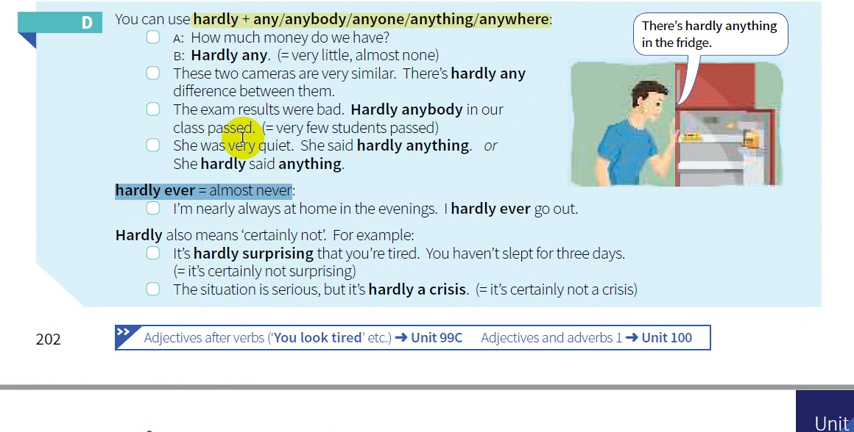 D
You can use hardly + any/anybody/anyone/anything/anywhere:
A: How much money do we have?
B: Hardly any. (= very little, almost none)
These two cameras are very similar. There's hardly any
difference between them.
The exam results were bad. Hardly anybody in our
class passed. (= very few students passed)
She was very quiet. She said hardly anything. or
She hardly said anything.
There's hardly anything
in the fridge.
hardly ever = almost never:
I'm nearly always at home in the evenings. I hardly ever go out.
Hardly also means 'certainly not'. For example:
It's hardly surprising that you're tired. You haven't slept for three days.
(= it's certainly not surprising)
The situation is serious, but it's hardly a crisis. (= it's certainly not a crisis)
202
>> Adjectives after verbs ('You look tired' etc.) ➜ Unit 99C Adjectives and adverbs 1 ➜ Unit 100
Unit